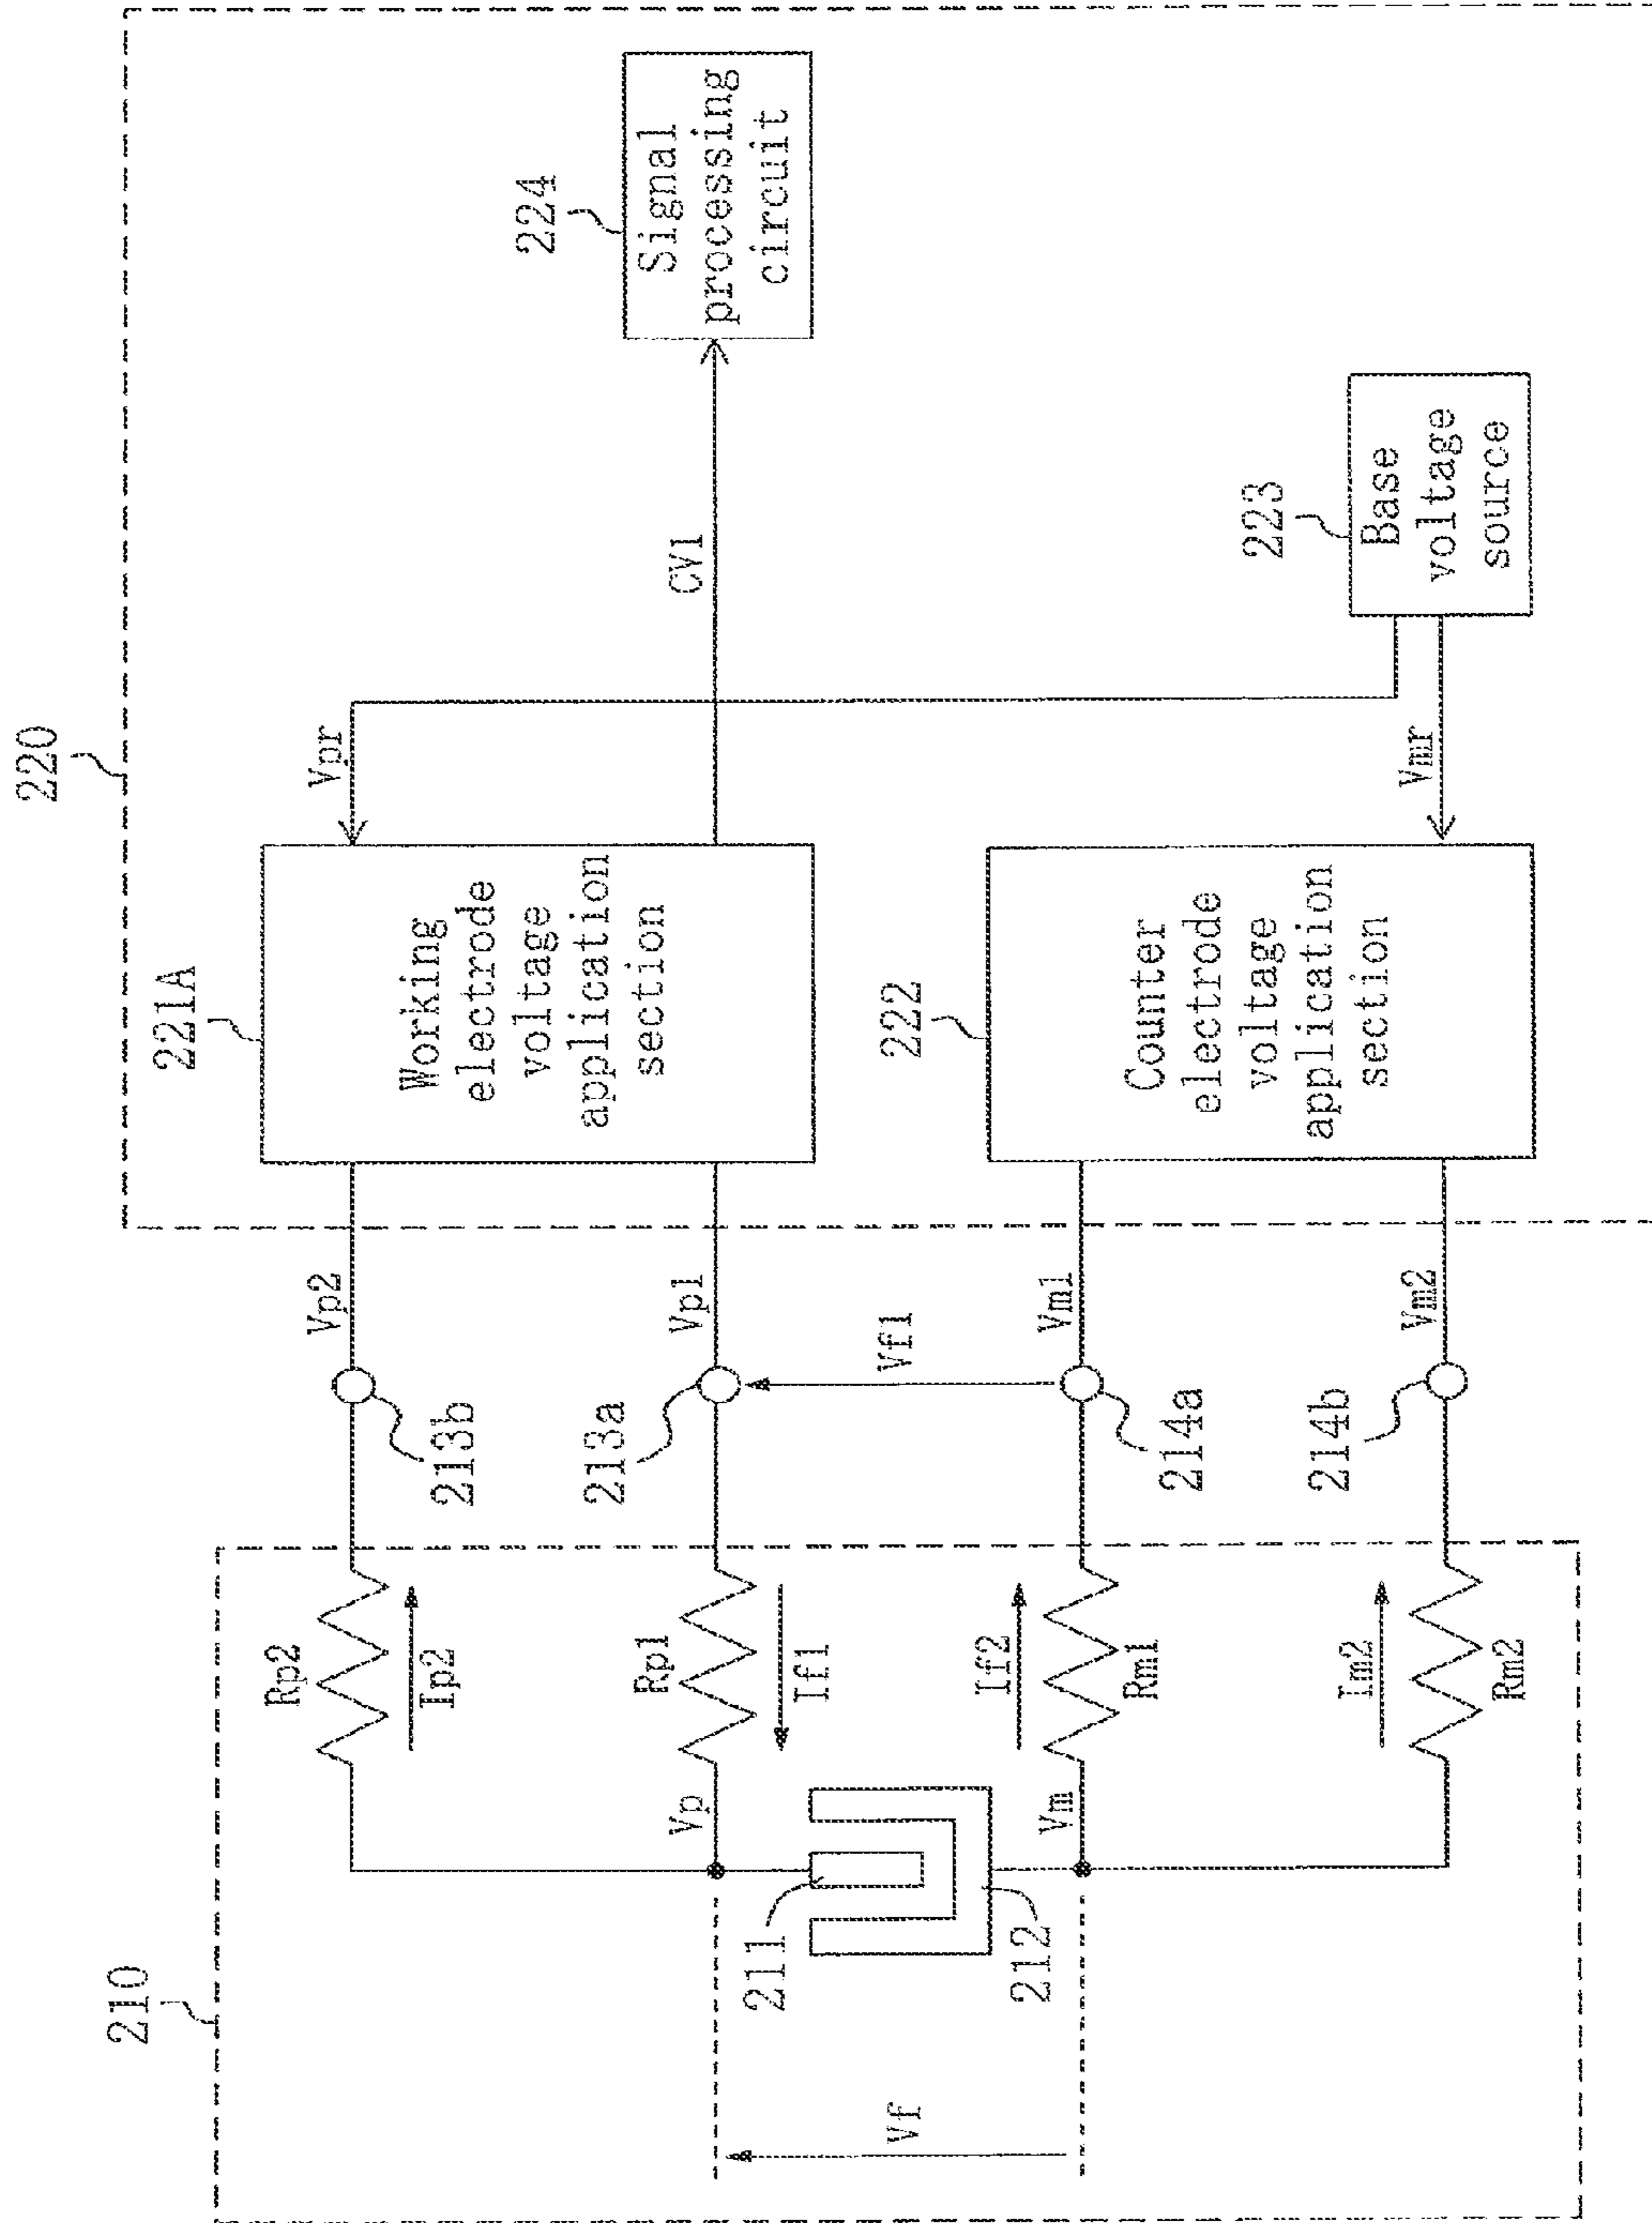 220
224
Signal
processing
circuit
CV1
223
Base
voltage
source
Vpr
Vmr
221A
Working
electrode
voltage
application
section
222
Counter
electrode
voltage
application
section
Vp2
Vp1
Vm1
Vm2
Vf1
213b
213a
214a
214b
210
Rp2
Ip2
Rp1
If1
If2
Rm1
Im2
Rm2
Vp
Vm
211
212
Vf